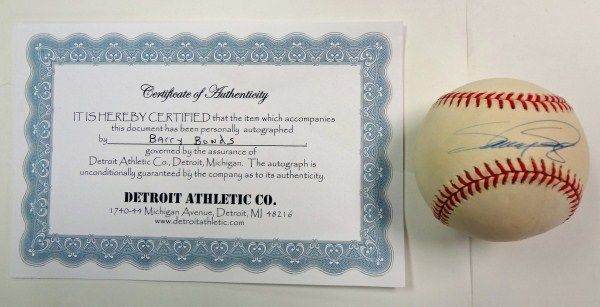 Certificate of Authenticity
IT IS HEREBY CERTIFIED that the item which accompanies
this document has been personally autographed
by Barry Bonds
governed by the assurance of
Detroit Athletic Co., Detroit, Michigan. The autograph is
unconditionally guaranteed by the company as to its authenticity.
DETROIT ATHLETIC CO.
1740-44 Michigan Avenue, Detroit, MI 48216
www.detroitathletic.com